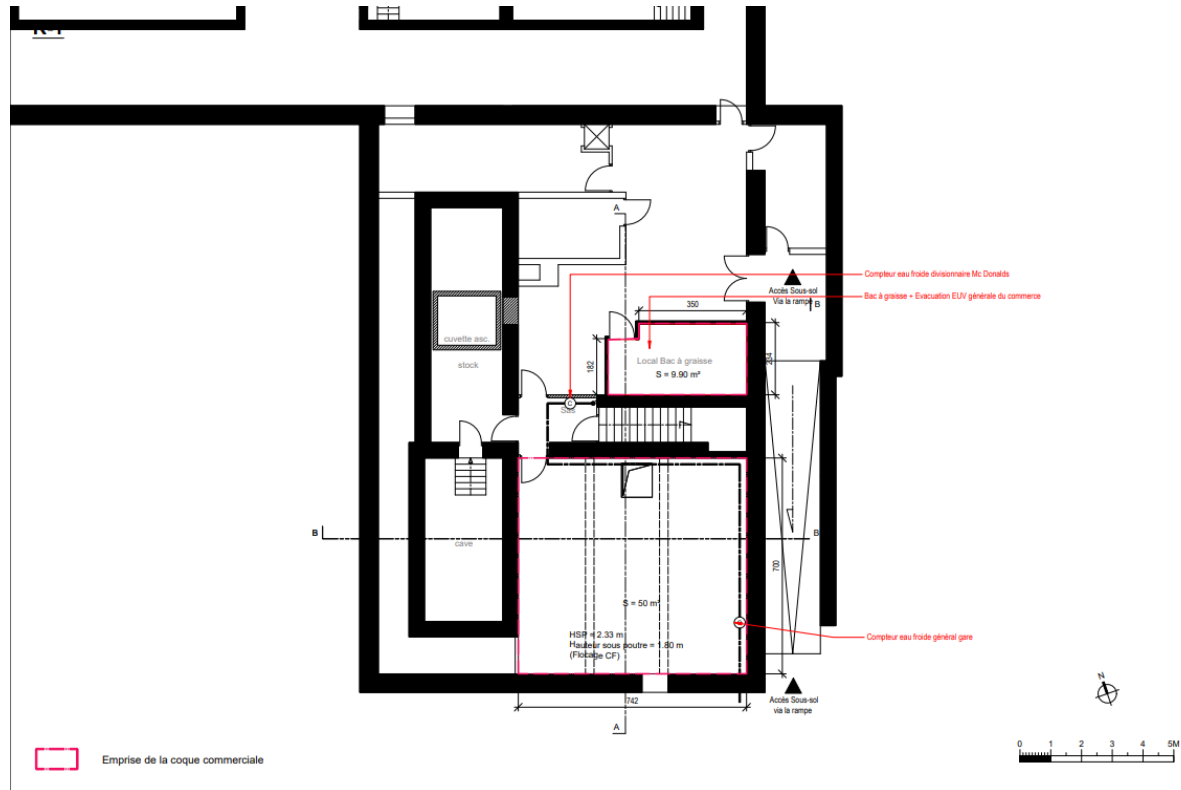 R-1
A
Compteur eau froide divisionnaire Mc Donalds
Accès Sous-sol
Via la rampe
B
Bac à graisse + Evacuation EUV générale du commerce
350
cuvette asc.
stock
182
Local Bac à graisse
S = 9.90 m²
234
C
Sas
B
cave
B
700
S = 50 m²
HSP = 2.33 m
Hauteur sous poutre = 1.80 m
(Flocage CF)
Compteur eau froide général gare
742
Accès Sous-sol
via la rampe
A
N
0 1 2 3 4 5M
Emprise de la coque commerciale